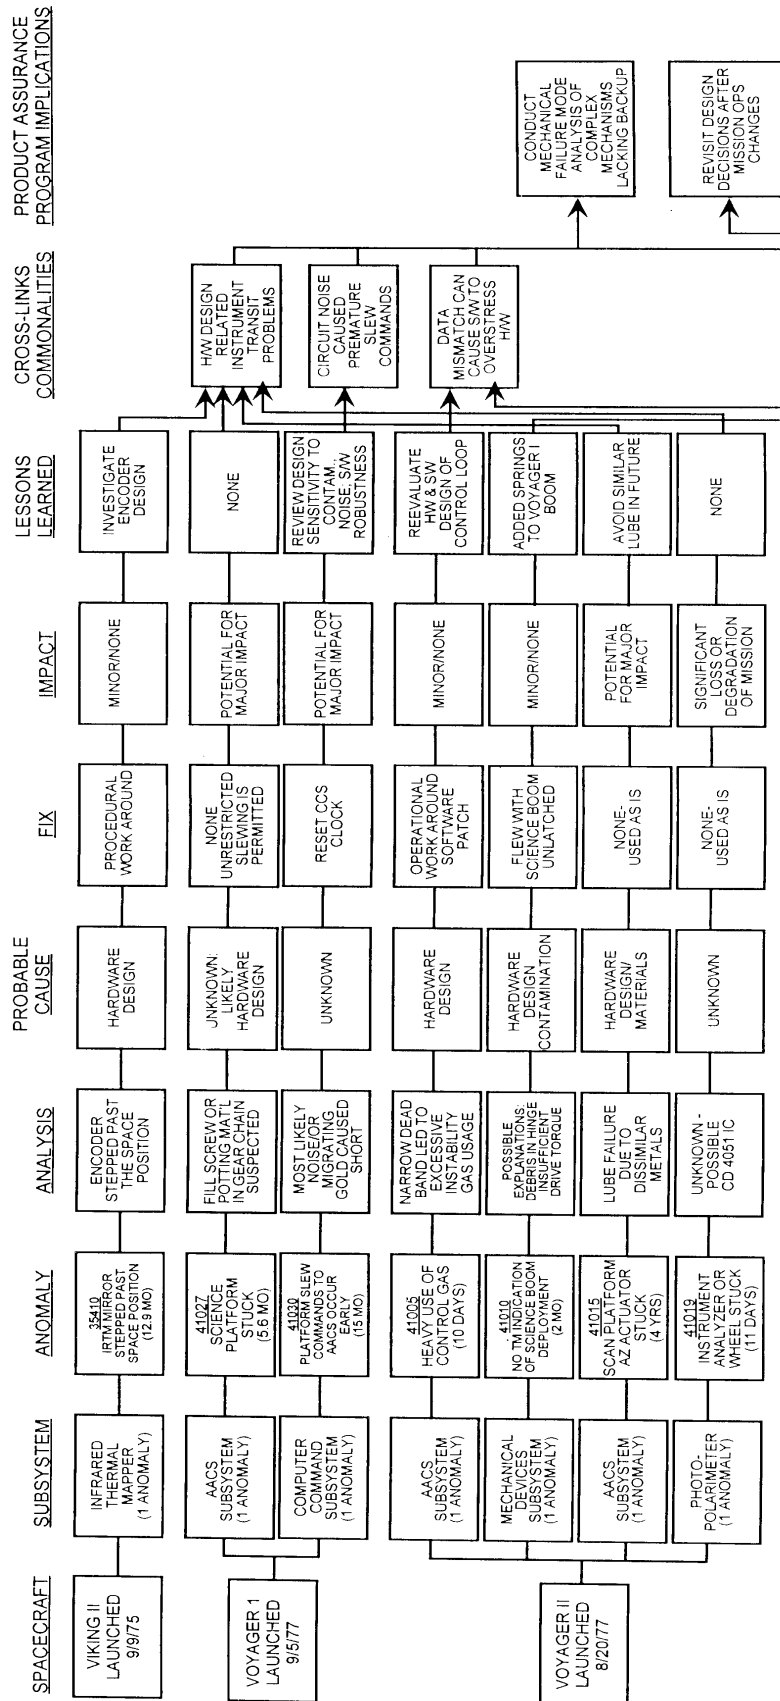 SPACECRAFT
SUBSYSTEM
ANOMALY
ANALYSIS
PROBABLE
CAUSE
FIX
IMPACT
LESSONS
LEARNED
CROSS-LINKS
COMMONALITIES
PRODUCT ASSURANCE
PROGRAM IMPLICATIONS
VIKING II
LAUNCHED
9/9/75
INFRARED
THERMAL
MAPPER
(1 ANOMALY)
35410
IRTM MIRROR
STEPPED PAST
SPACE POSITION
(12.9 MO)
ENCODER
STEPPED PAST
THE SPACE
POSITION
HARDWARE
DESIGN
PROCEDURAL
WORK AROUND
MINOR/NONE
INVESTIGATE
ENCODER
DESIGN
VOYAGER 1
LAUNCHED
9/5/77
AACS
SUBSYSTEM
(1 ANOMALY)
41027
SCIENCE
PLATFORM
STUCK
(5.6 MO)
FILL SCREW OR
POTTING MAT'L
IN GEAR CHAIN
SUSPECTED
UNKNOWN:
LIKELY
HARDWARE
DESIGN
NONE
UNRESTRICTED
SLEWING IS
PERMITTED
POTENTIAL FOR
MAJOR IMPACT
NONE
COMPUTER
COMMAND
SUBSYSTEM
(1 ANOMALY)
41030
PLATFORM SLEW
COMMANDS TO
AACS OCCUR
EARLY
(15 MO)
MOST LIKELY
NOISE/OR
MIGRATING
GOLD CAUSED
SHORT
UNKNOWN
RESET CCS
CLOCK
POTENTIAL FOR
MAJOR IMPACT
REVIEW DESIGN
SENSITIVITY TO
CONTAM.,
NOISE; S/W
ROBUSTNESS
VOYAGER II
LAUNCHED
8/20/77
AACS
SUBSYSTEM
(1 ANOMALY)
41005
HEAVY USE OF
CONTROL GAS
(10 DAYS)
NARROW DEAD
BAND LED TO
EXCESSIVE
INSTABILITY
GAS USAGE
HARDWARE
DESIGN
OPERATIONAL
WORK AROUND
SOFTWARE
PATCH
MINOR/NONE
REEVALUATE
HW & SW
DESIGN OF
CONTROL LOOP
MECHANICAL
DEVICES
SUBSYSTEM
(1 ANOMALY)
41010
NO TM INDICATION
OF SCIENCE BOOM
DEPLOYMENT
(2 MO)
POSSIBLE
EXPLANATIONS:
DEBRIS IN HINGE
INSUFFICIENT
DRIVE TORQUE
HARDWARE
DESIGN
CONTAMINATION
FLEW WITH
SCIENCE BOOM
UNLATCHED
MINOR/NONE
ADDED SPRINGS
TO VOYAGER I
BOOM
AACS
SUBSYSTEM
(1 ANOMALY)
41015
SCAN PLATFORM
AZ ACTUATOR
STUCK
(4 YRS)
LUBE FAILURE
DUE TO
DISSIMILAR
METALS
HARDWARE
DESIGN/
MATERIALS
NONE-
USED AS IS
POTENTIAL
FOR MAJOR
IMPACT
AVOID SIMILAR
LUBE IN FUTURE
PHOTO-
POLARIMETER
(1 ANOMALY)
41019
INSTRUMENT
ANALYZER OR
WHEEL STUCK
(11 DAYS)
UNKNOWN -
POSSIBLE
CD 4051 IC
UNKNOWN
NONE-
USED AS IS
SIGNIFICANT
LOSS OR
DEGRADATION
OF MISSION
NONE
H/W DESIGN
RELATED
INSTRUMENT
TRANSIT
PROBLEMS
CIRCUIT NOISE
CAUSED
PREMATURE
SLEW
COMMANDS
DATA
MISMATCH CAN
CAUSE S/W TO
OVERSTRESS
H/W
CONDUCT
MECHANICAL
FAILURE MODE
ANALYSIS OF
COMPLEX
MECHANISMS
LACKING BACKUP
REVISIT DESIGN
DECISIONS AFTER
MISSION OPS
CHANGES